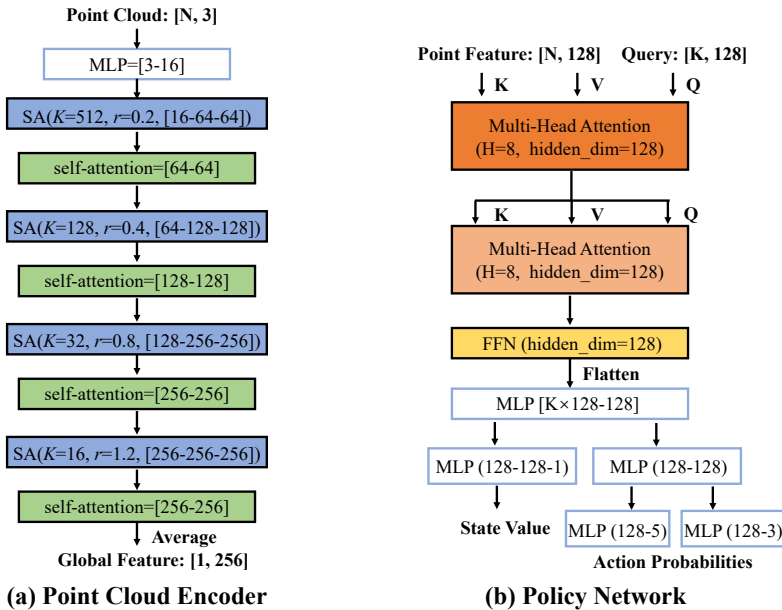 Point Cloud: [N, 3]
MLP=[3-16]
SA(K=512, r=0.2, [16-64-64])
self-attention=[64-64]
SA(K=128, r=0.4, [64-128-128])
self-attention=[128-128]
SA(K=32, r=0.8, [128-256-256])
self-attention=[256-256]
SA(K=16, r=1.2, [256-256-256])
self-attention=[256-256]
Average
Global Feature: [1, 256]
(a) Point Cloud Encoder
Point Feature: [N, 128] Query: [K, 128]
K V Q
Multi-Head Attention
(H=8, hidden_dim=128)
K V Q
Multi-Head Attention
(H=8, hidden_dim=128)
FFN (hidden_dim=128)
Flatten
MLP [K×128-128]
MLP (128-128-1) MLP (128-128)
State Value
MLP (128-5) MLP (128-3)
Action Probabilities
(b) Policy Network